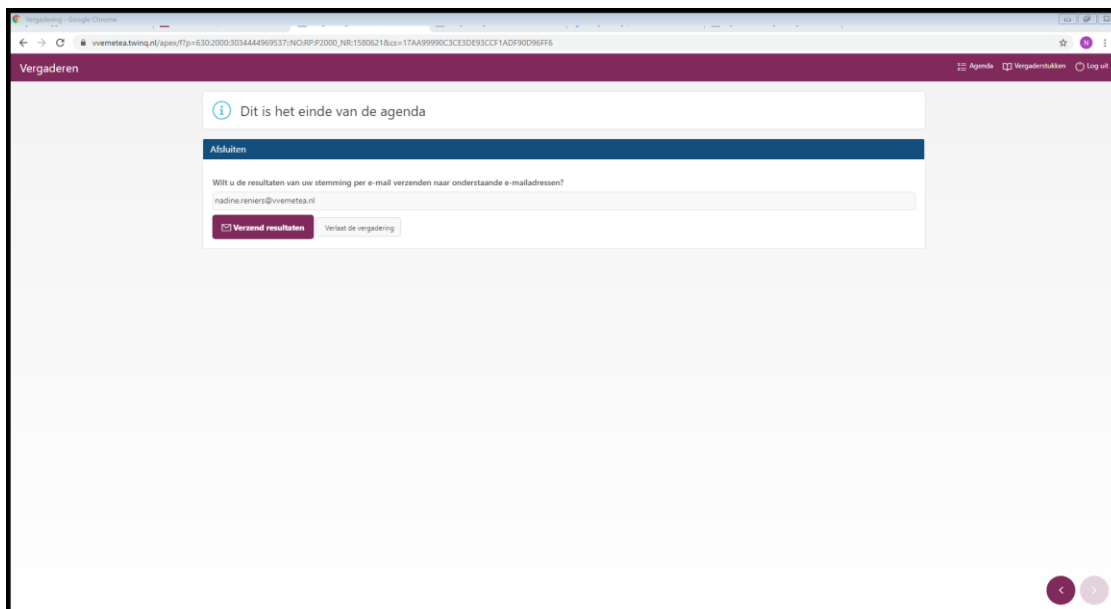 Vergadering - Google Chrome
vvemetea.twinq.nl/apex/f?p=630:2000:3034444969537::NO:RP:P2000_NR:1580621&cs=17AA99990C3CE3DE93CCF1ADF90D96FF6
N
Vergaderen
Agenda Vergaderstukken Log uit
Dit is het einde van de agenda
Afsluiten
Wilt u de resultaten van uw stemming per e-mail verzenden naar onderstaande e-mailadressen?
nadine.reniers@vvemetea.nl
Verzend resultaten Verlaat de vergadering